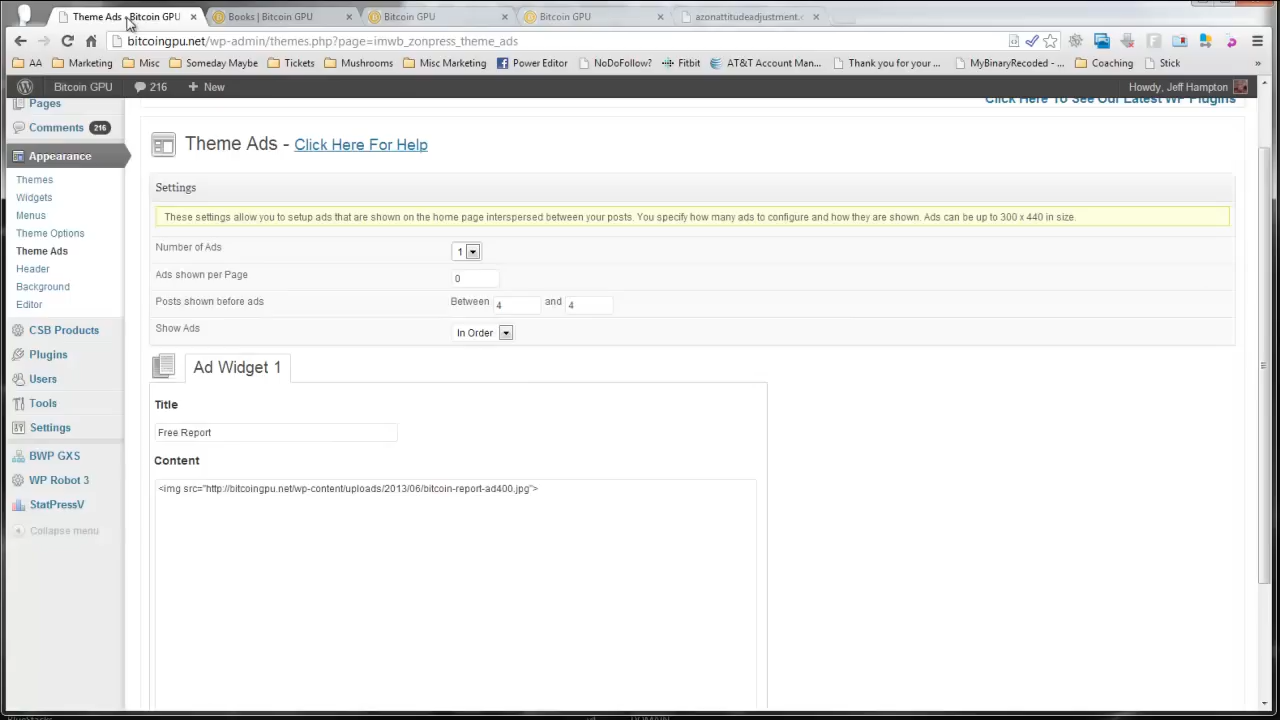 Theme Ads - Bitcoin GPU
Books | Bitcoin GPU
Bitcoin GPU
Bitcoin GPU
azonattitudeadjustment.c
bitcoingpu.net/wp-admin/themes.php?page=imwb_zonpress_theme_ads
AA
Marketing
Misc
Someday Maybe
Tickets
Mushrooms
Misc Marketing
Power Editor
NoDoFollow?
Fitbit
AT&T Account Man...
Thank you for your ...
MyBinaryRecoded - ...
Coaching
Stick
»
Bitcoin GPU
216
+ New
Howdy, Jeff Hampton
Click Here To See Our Latest WP Plugins
Pages
Comments 216
Appearance
Themes
Widgets
Menus
Theme Options
Theme Ads
Header
Background
Editor
CSB Products
Plugins
Users
Tools
Settings
BWP GXS
WP Robot 3
StatPressV
Collapse menu
Theme Ads - Click Here For Help
Settings
These settings allow you to setup ads that are shown on the home page interspersed between your posts. You specify how many ads to configure and how they are shown. Ads can be up to 300 x 440 in size.
Number of Ads 1
Ads shown per Page 0
Posts shown before ads Between 4 and 4
Show Ads In Order
Ad Widget 1
Title
Free Report
Content
<img src="http://bitcoingpu.net/wp-content/uploads/2013/06/bitcoin-report-ad400.jpg">